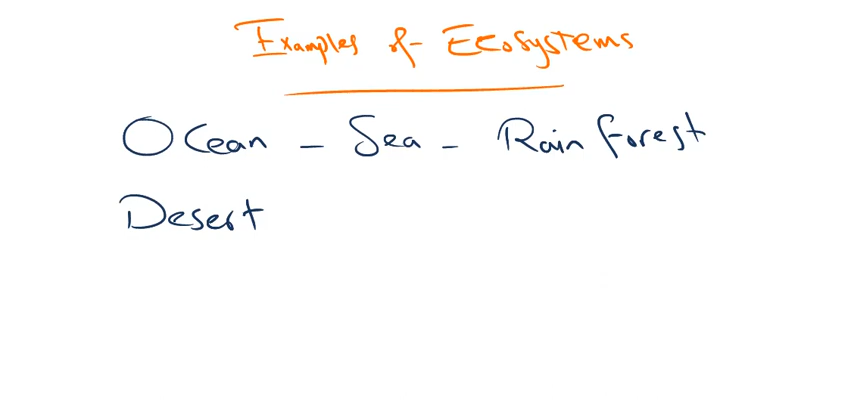 Examples of Ecosystems
Ocean - Sea - Rain forest
Desert